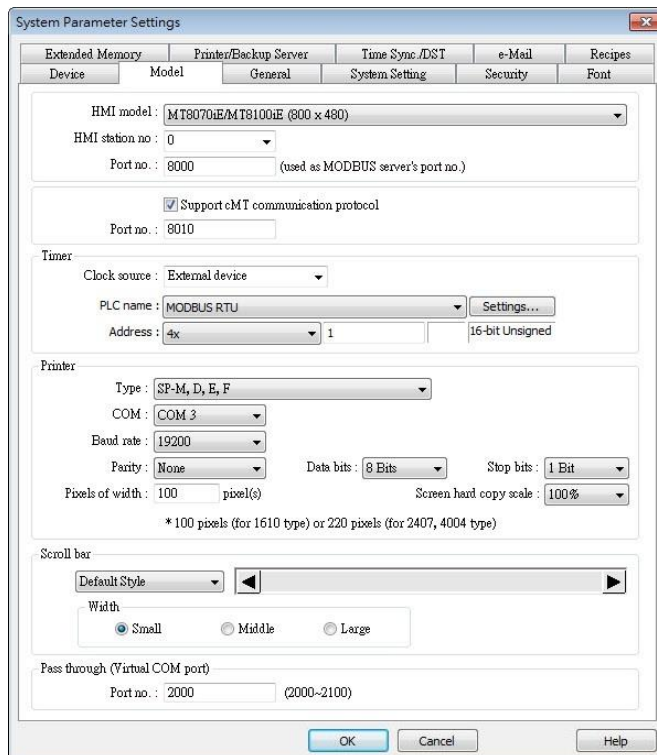 System Parameter Settings
Extended Memory Printer/Backup Server Time Sync./DST e-Mail Recipes
Device Model General System Setting Security Font
HMI model : MT8070iE/MT8100iE (800 x 480)
HMI station no : 0
Port no. : 8000 (used as MODBUS server's port no.)
Support cMT communication protocol
Port no. : 8010
Timer
Clock source : External device
PLC name : MODBUS RTU Settings...
Address : 4x 1 16-bit Unsigned
Printer
Type : SP-M, D, E, F
COM : COM 3
Baud rate : 19200
Parity : None Data bits : 8 Bits Stop bits : 1 Bit
Pixels of width : 100 pixel(s) Screen hard copy scale : 100%
* 100 pixels (for 1610 type) or 220 pixels (for 2407, 4004 type)
Scroll bar
Default Style
Width
Small Middle Large
Pass through (Virtual COM port)
Port no. : 2000 (2000~2100)
OK Cancel Help